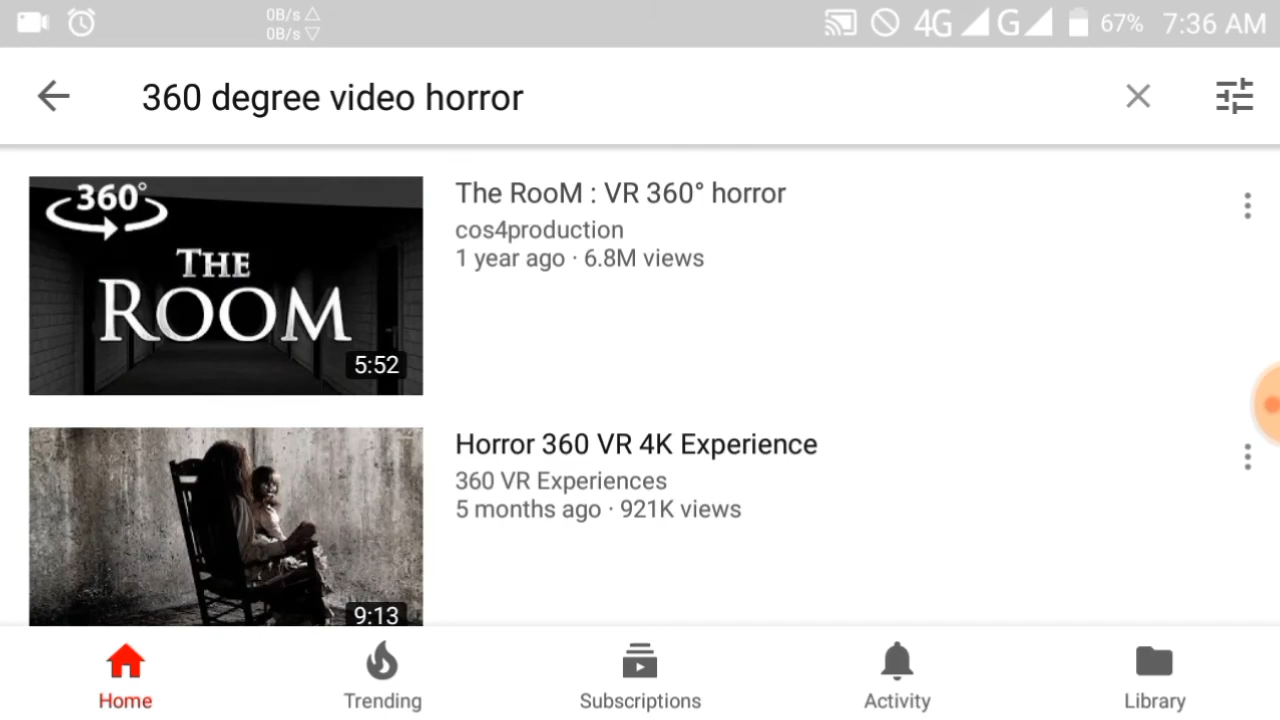 0B/s △
0B/s ▽
4G G 67% 7:36 AM
360 degree video horror
360°
THE
ROOM
5:52
The RooM : VR 360° horror
cos4production
1 year ago · 6.8M views
9:13
Horror 360 VR 4K Experience
360 VR Experiences
5 months ago · 921K views
Home
Trending
Subscriptions
Activity
Library